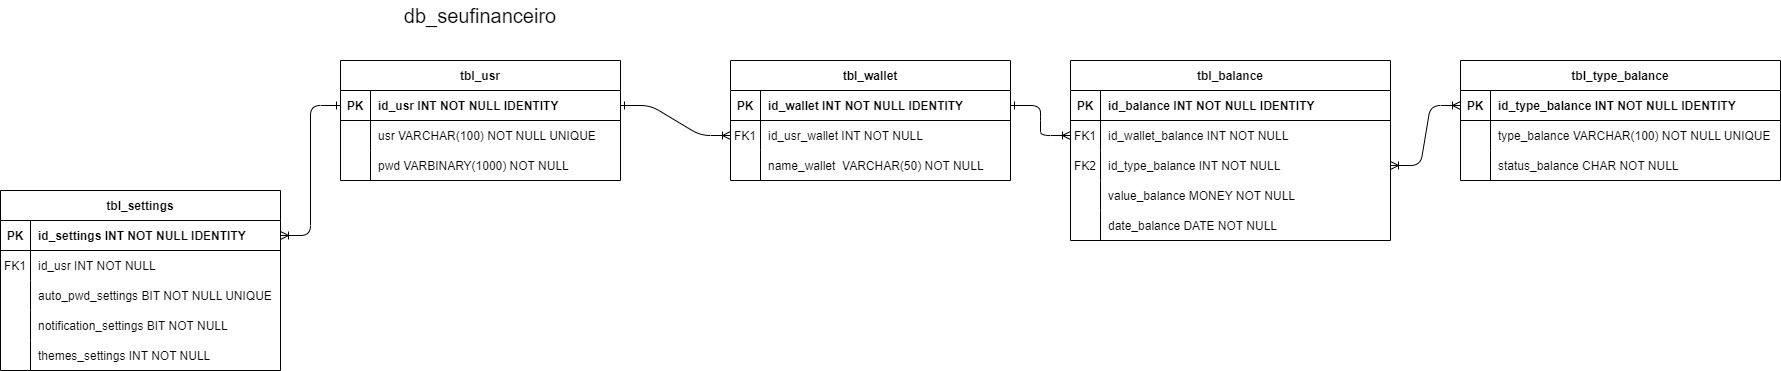 db_seufinanceiro
tbl_usr
PK id_usr INT NOT NULL IDENTITY
usr VARCHAR(100) NOT NULL UNIQUE
pwd VARBINARY(1000) NOT NULL
tbl_wallet
PK id_wallet INT NOT NULL IDENTITY
FK1 id_usr_wallet INT NOT NULL
name_wallet VARCHAR(50) NOT NULL
tbl_balance
PK id_balance INT NOT NULL IDENTITY
FK1 id_wallet_balance INT NOT NULL
FK2 id_type_balance INT NOT NULL
value_balance MONEY NOT NULL
date_balance DATE NOT NULL
tbl_type_balance
PK id_type_balance INT NOT NULL IDENTITY
type_balance VARCHAR(100) NOT NULL UNIQUE
status_balance CHAR NOT NULL
tbl_settings
PK id_settings INT NOT NULL IDENTITY
FK1 id_usr INT NOT NULL
auto_pwd_settings BIT NOT NULL UNIQUE
notification_settings BIT NOT NULL
themes_settings INT NOT NULL